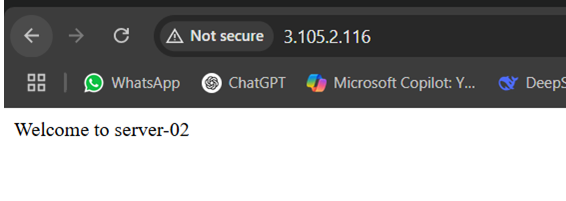 Not secure 3.105.2.116
WhatsApp ChatGPT Microsoft Copilot: Y... DeepS
Welcome to server-02